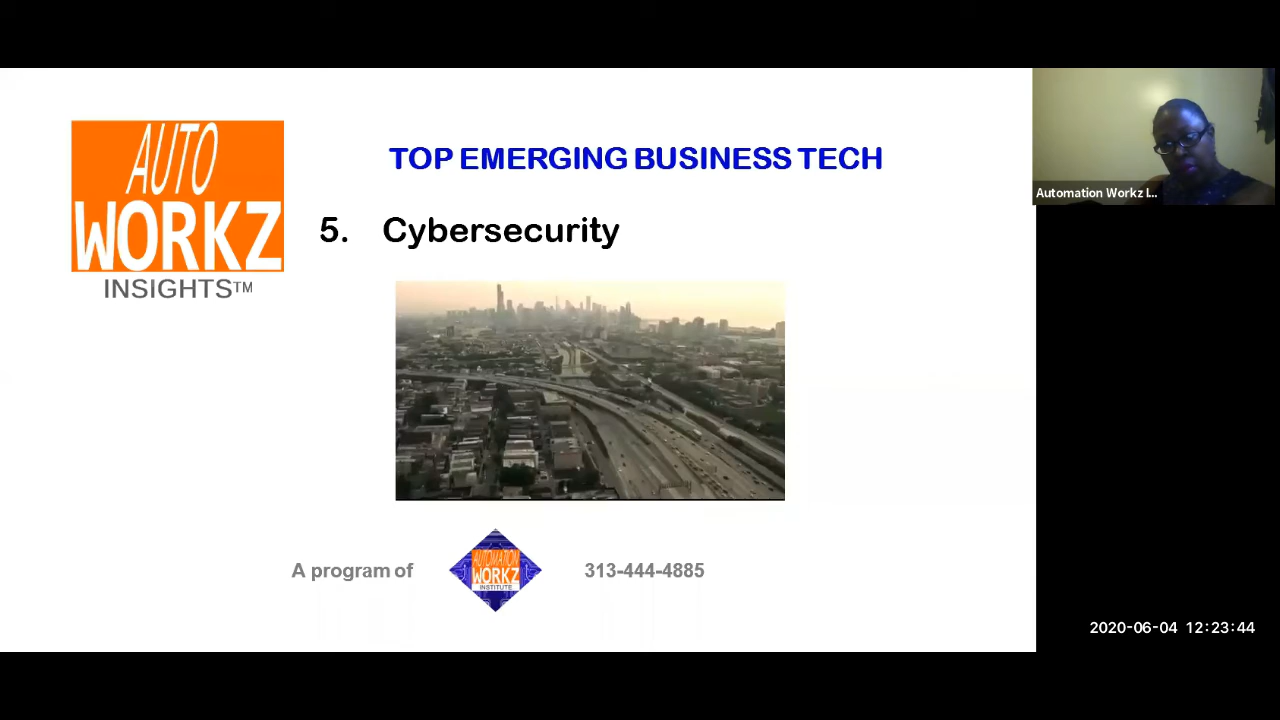 AUTO
WORKZ
INSIGHTS™
TOP EMERGING BUSINESS TECH
5. Cybersecurity
Automation Workz I...
A program of
AUTOMATION
WORKZ
INSTITUTE
313-444-4885
2020-06-04 12:23:44